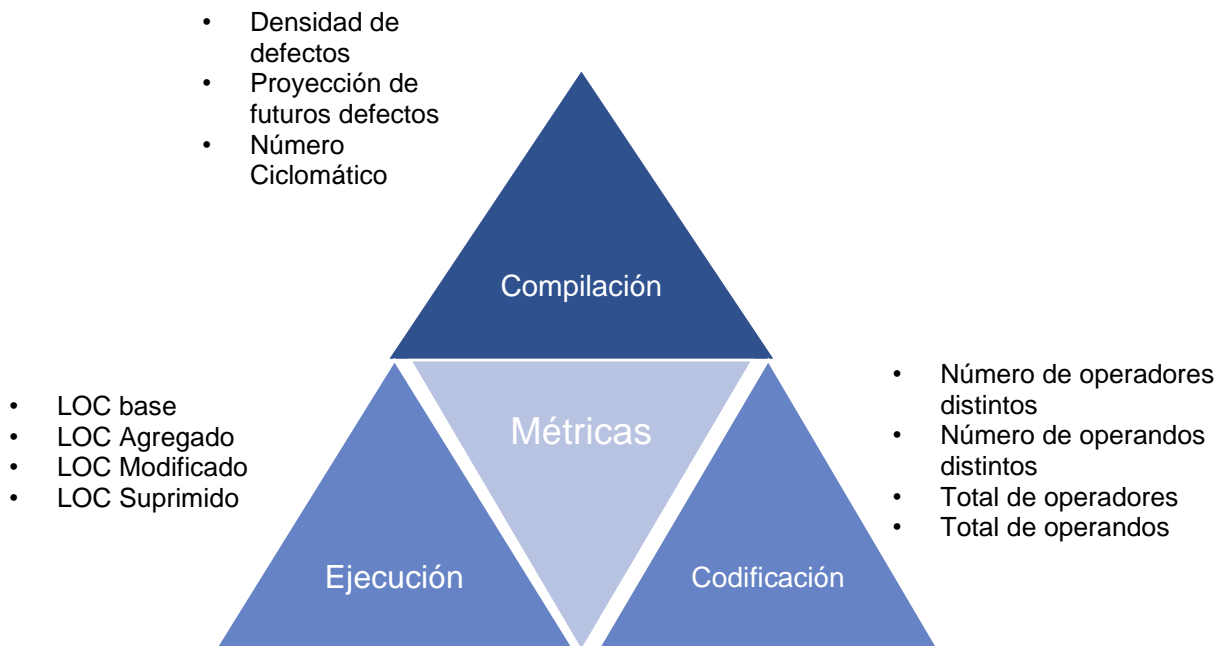 • Densidad de
defectos
• Proyección de
futuros defectos
• Número
Ciclomático
Compilación
• LOC base
• LOC Agregado
• LOC Modificado
• LOC Suprimido
Métricas
• Número de operadores
distintos
• Número de operandos
distintos
• Total de operadores
• Total de operandos
Ejecución
Codificación